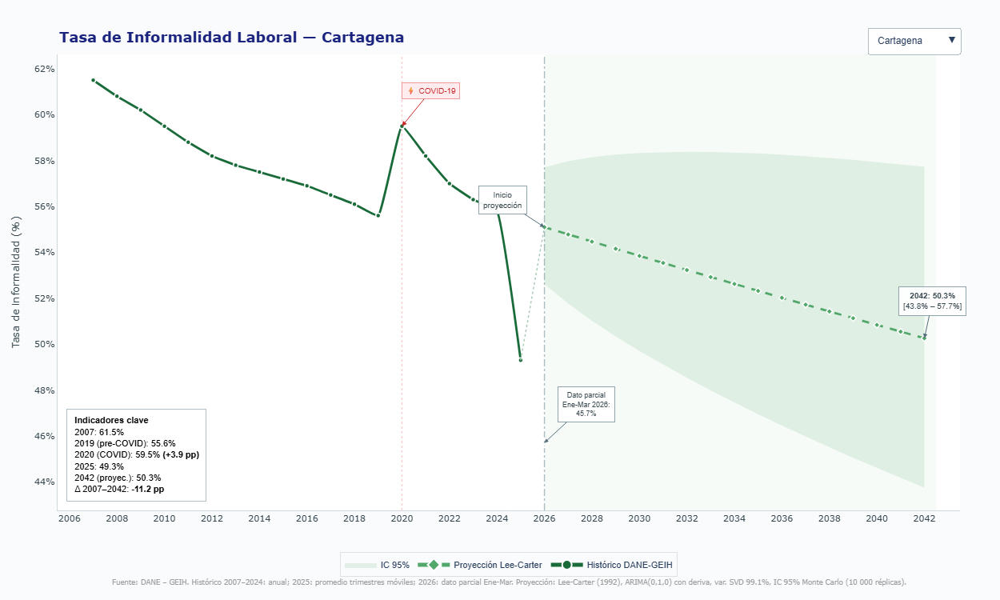 Tasa de Informalidad Laboral — Cartagena
Cartagena ▼
62%
60%
58%
56%
54%
52%
50%
48%
46%
44%
Tasa de Informalidad (%)
⚡ COVID-19
Inicio
proyección
2042: 50.3%
[43.8% – 57.7%]
Dato parcial
Ene-Mar 2026:
45.7%
Indicadores clave
2007: 61.5%
2019 (pre-COVID): 55.6%
2020 (COVID): 59.5% (+3.9 pp)
2025: 49.3%
2042 (proyec.): 50.3%
Δ 2007–2042: -11.2 pp
2006 2008 2010 2012 2014 2016 2018 2020 2022 2024 2026 2028 2030 2032 2034 2036 2038 2040 2042
IC 95% Proyección Lee-Carter Histórico DANE-GEIH
Fuente: DANE – GEIH. Histórico 2007–2024: anual; 2025: promedio trimestres móviles; 2026: dato parcial Ene-Mar. Proyección: Lee-Carter (1992), ARIMA(0,1,0) con deriva, var. SVD 99.1%, IC 95% Monte Carlo (10 000 réplicas).